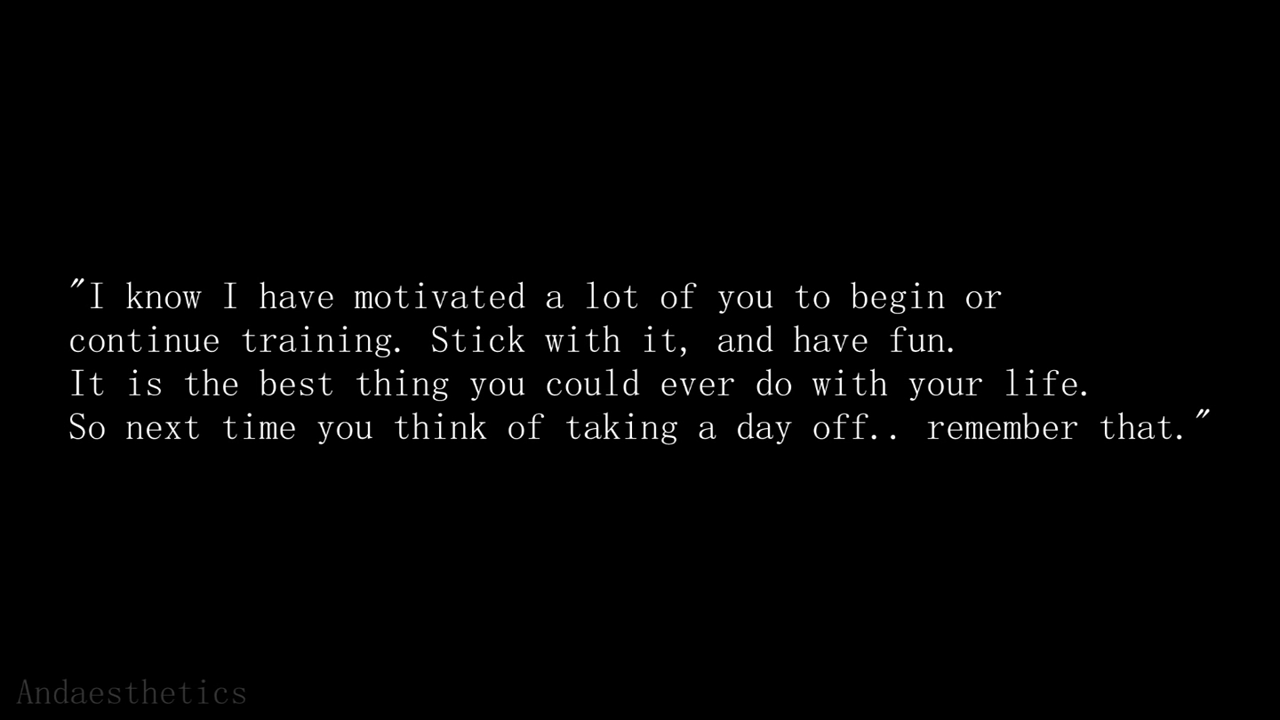 "I know I have motivated a lot of you to begin or
continue training. Stick with it, and have fun.
It is the best thing you could ever do with your life.
So next time you think of taking a day off.. remember that."
Andaesthetics